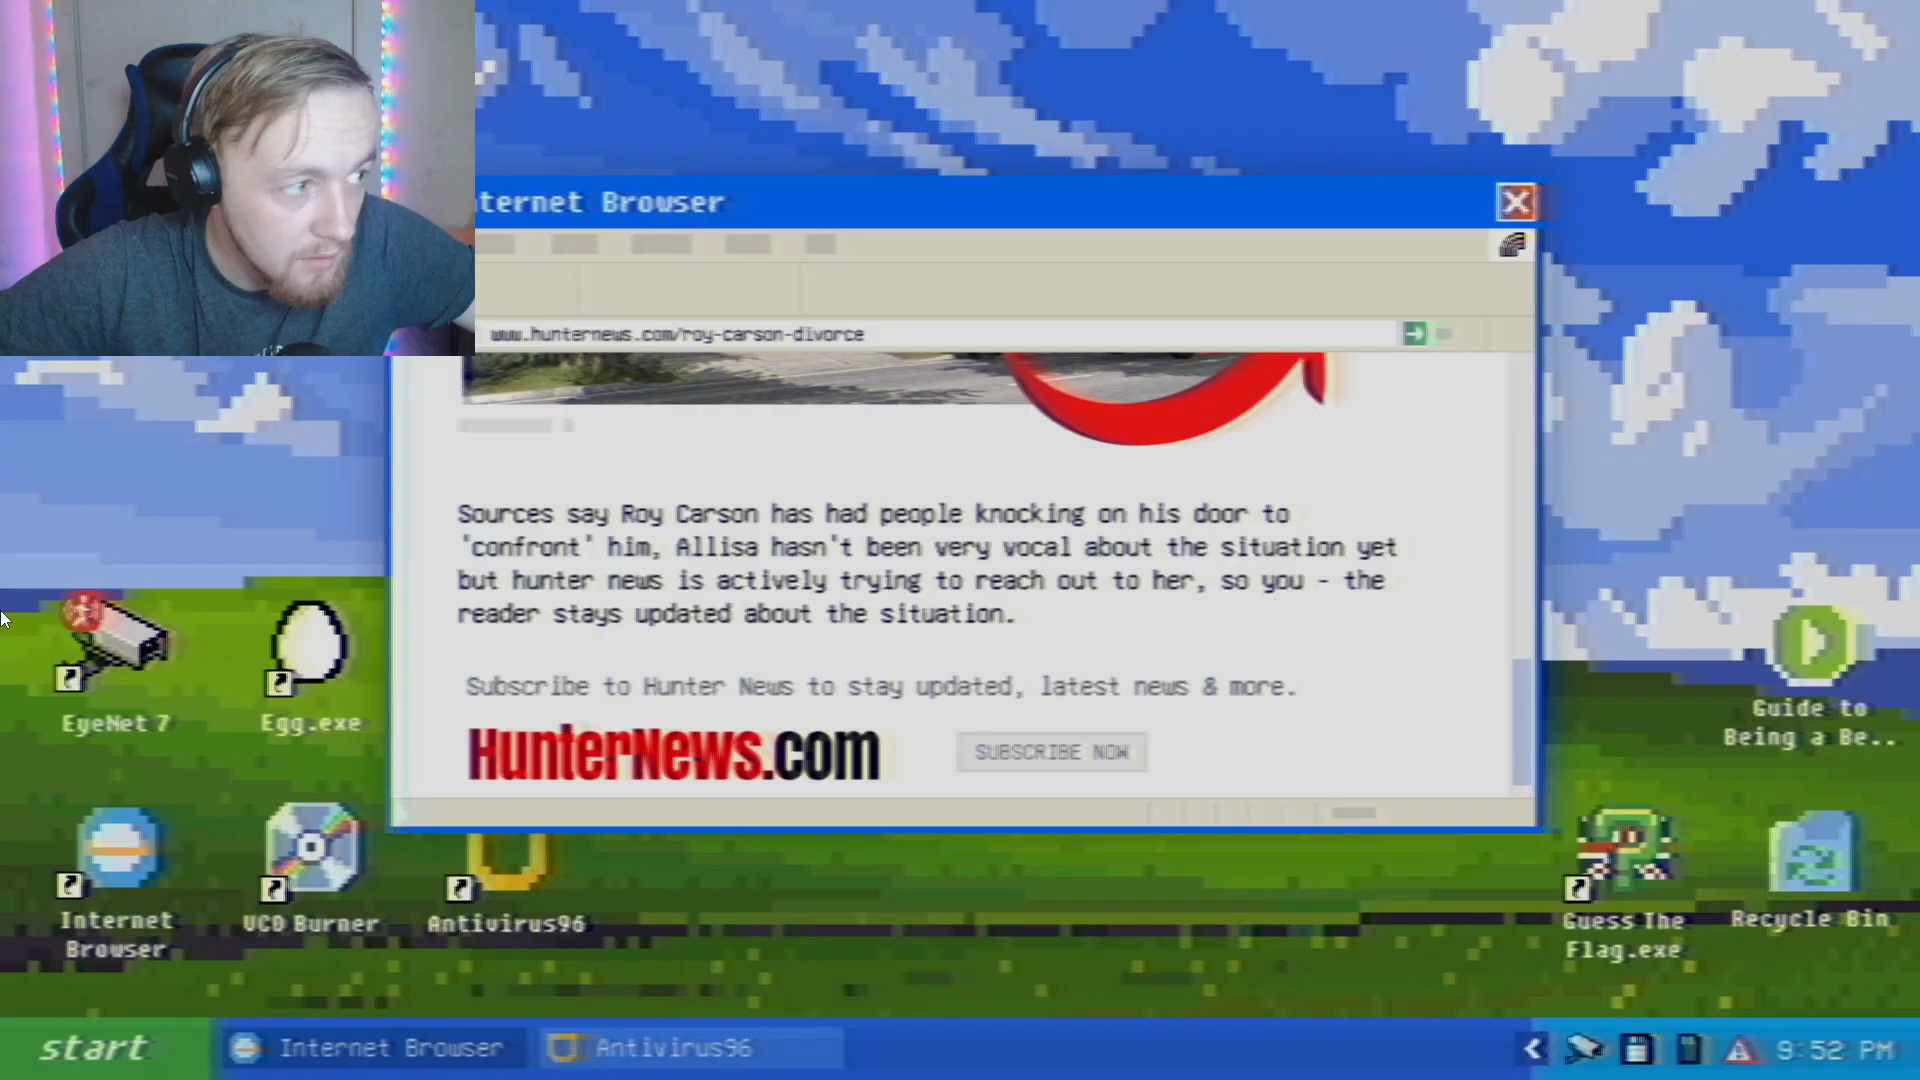 ternet Browser
www.hunternews.com/roy-carson-divorce
Sources say Roy Carson has had people knocking on his door to
'confront' him, Allisa hasn't been very vocal about the situation yet
but hunter news is actively trying to reach out to her, so you - the
reader stays updated about the situation.
Subscribe to Hunter News to stay updated, latest news & more.
HunterNews.com
SUBSCRIBE NOW
EyeNet 7
Egg.exe
Guide to
Being a Be..
Internet
Browser
VCD Burner
Antivirus96
Guess The
Flag.exe
Recycle Bin
start
Internet Browser
Antivirus96
9:52 PM